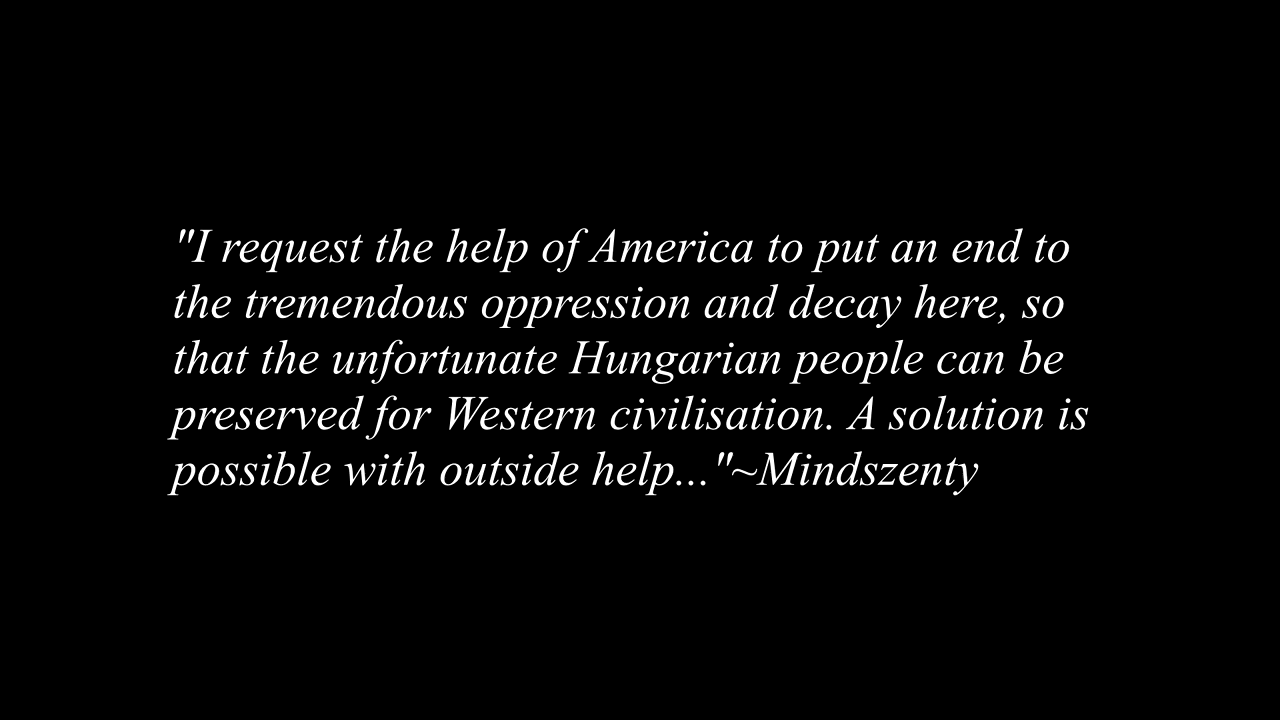 "I request the help of America to put an end to
the tremendous oppression and decay here, so
that the unfortunate Hungarian people can be
preserved for Western civilisation. A solution is
possible with outside help..."~Mindszenty